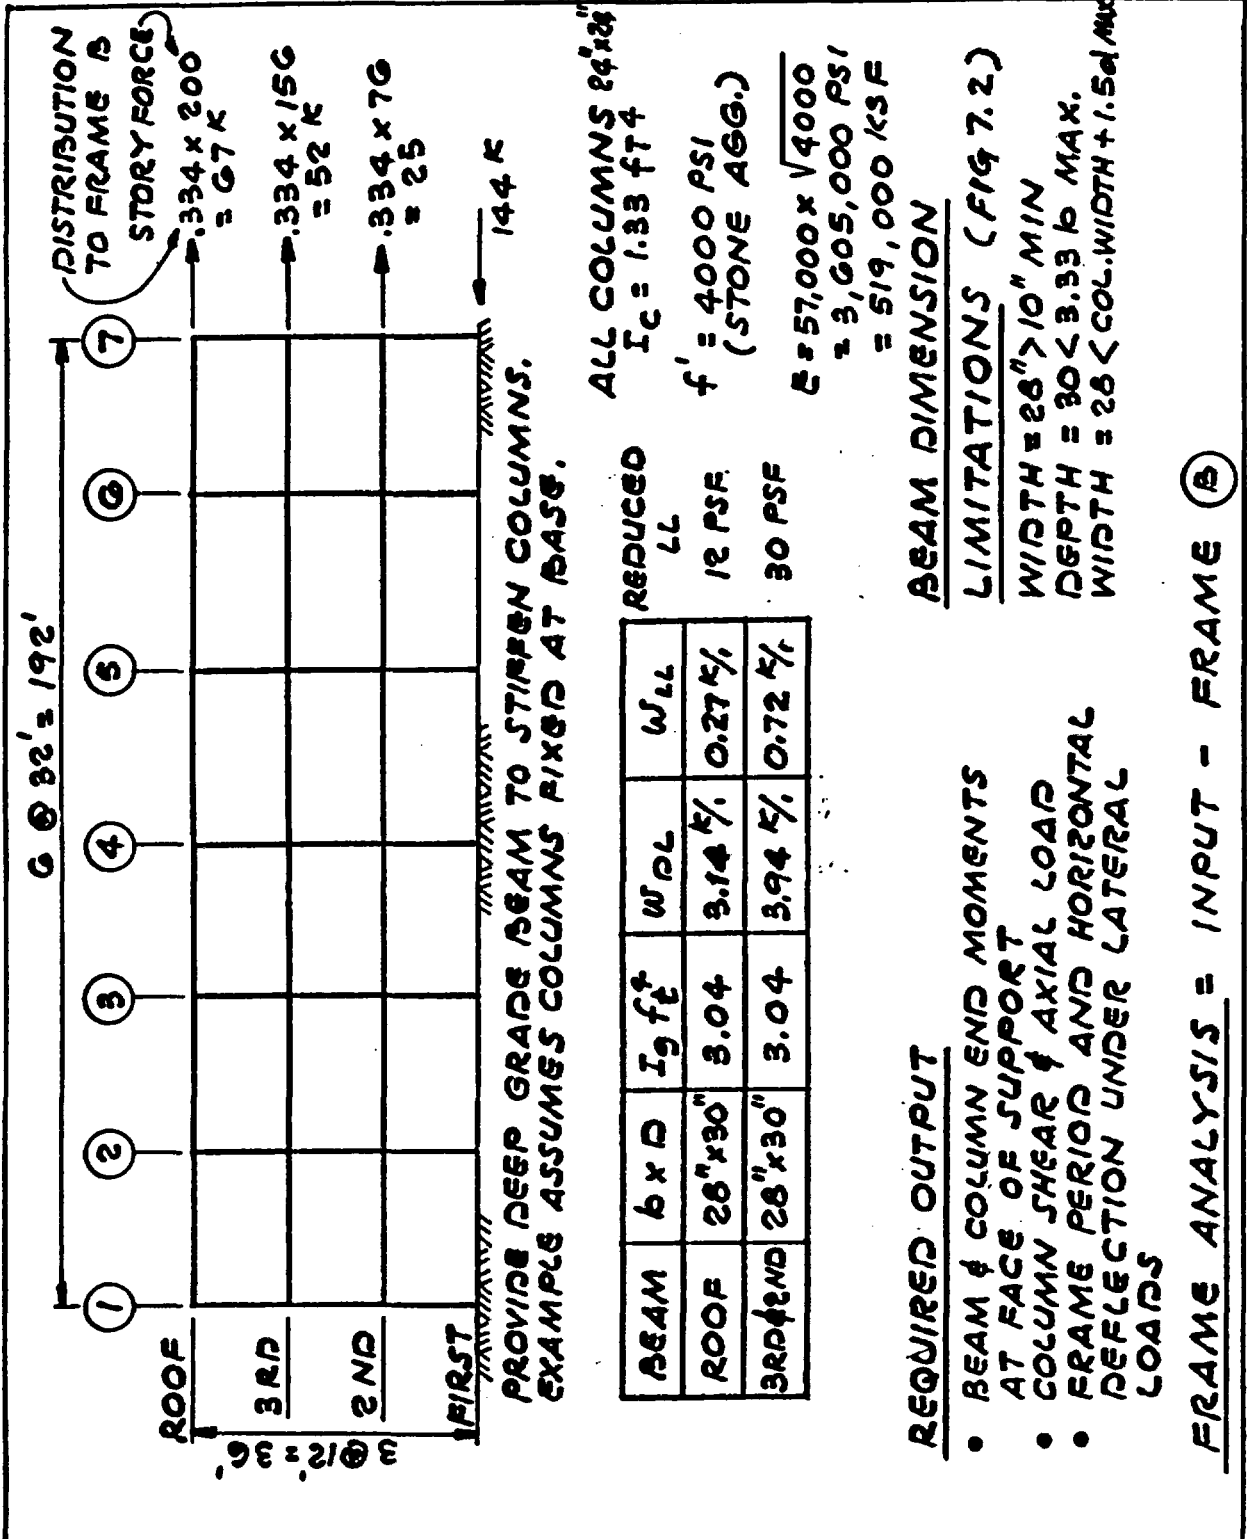 6 @ 32' = 192'
1 2 3 4 5 6 7
DISTRIBUTION
TO FRAME B
STORY FORCE
ROOF
.334 x 200
= 67 K
3 RD
.334 x 156
= 52 K
2 ND
.334 x 76
= 25
FIRST
144 K
3 @ 12' = 36'
PROVIDE DEEP GRADE BEAM TO STIFFEN COLUMNS.
EXAMPLE ASSUMES COLUMNS FIXED AT BASE.
BEAM b x D Ig ft⁴ WDL WLL REDUCED LL
ROOF 28"x30" 3.04 3.14 K/' 0.27 K/' 12 PSF.
3RD & 2ND 28"x30" 3.04 3.94 K/' 0.72 K/' 30 PSF
ALL COLUMNS 24"x24"
Ic = 1.33 FT⁴
f' = 4000 PSI
(STONE AGG.)
E = 57,000 x √4000
= 3,605,000 PSI
= 519,000 KSF
REQUIRED OUTPUT
• BEAM & COLUMN END MOMENTS
AT FACE OF SUPPORT
• COLUMN SHEAR & AXIAL LOAD
• FRAME PERIOD AND HORIZONTAL
DEFLECTION UNDER LATERAL
LOADS
BEAM DIMENSION
LIMITATIONS (FIG 7.2)
WIDTH = 28" > 10" MIN
DEPTH = 30 < 3.33 b MAX.
WIDTH = 28 < COL. WIDTH + 1.5d MAX
FRAME ANALYSIS = INPUT - FRAME B